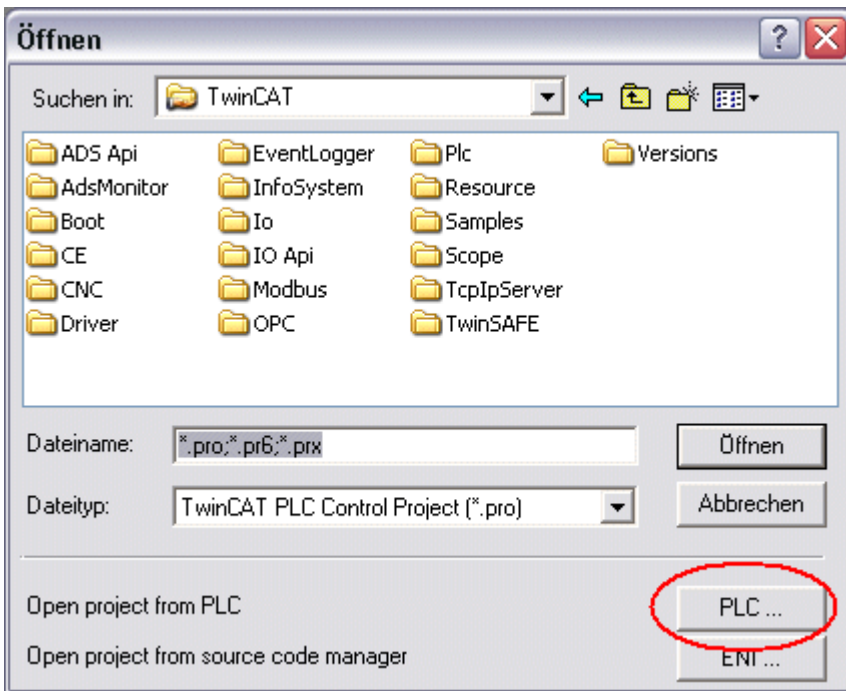 Öffnen
Suchen in: TwinCAT
ADS Api EventLogger Plc Versions
AdsMonitor InfoSystem Resource
Boot Io Samples
CE IO Api Scope
CNC Modbus TcpIpServer
Driver OPC TwinSAFE
Dateiname: *.pro;*.pr6;*.prx Öffnen
Dateityp: TwinCAT PLC Control Project (*.pro) Abbrechen
Open project from PLC PLC ...
Open project from source code manager ENI ...